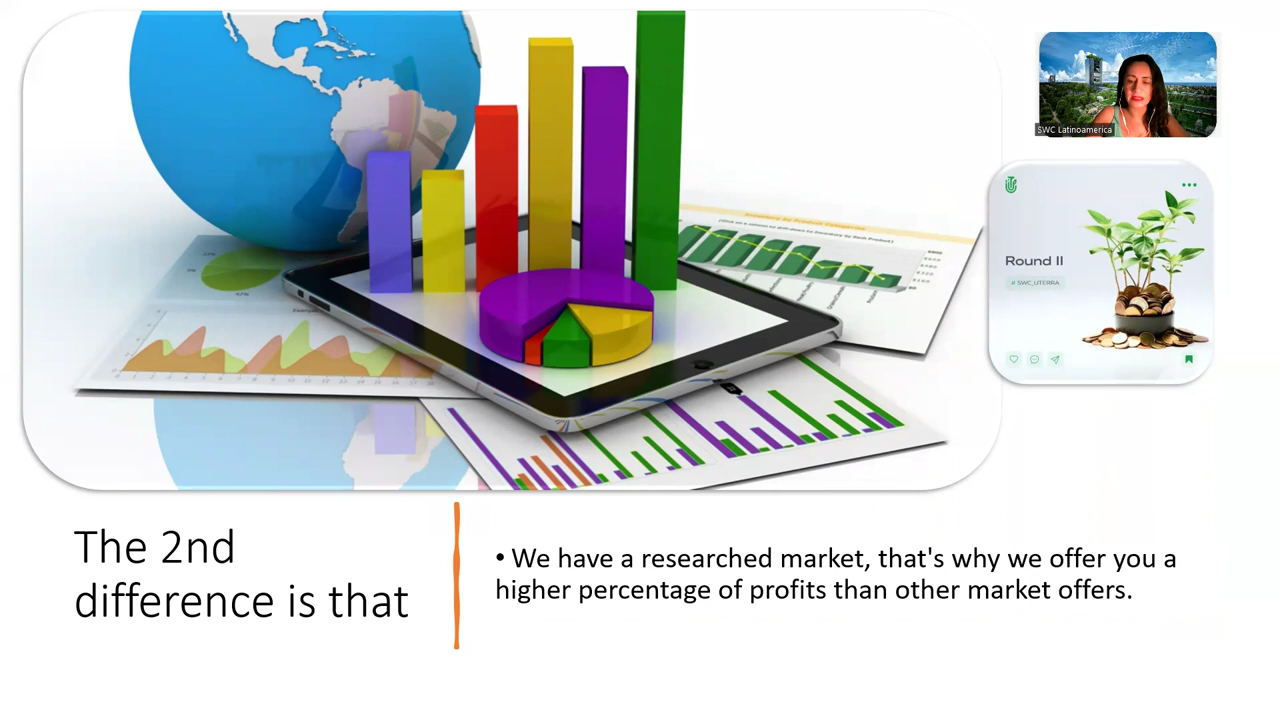 SWC Latinoamerica
Round II
# SWC_UTERRA
The 2nd
difference is that
• We have a researched market, that's why we offer you a
higher percentage of profits than other market offers.